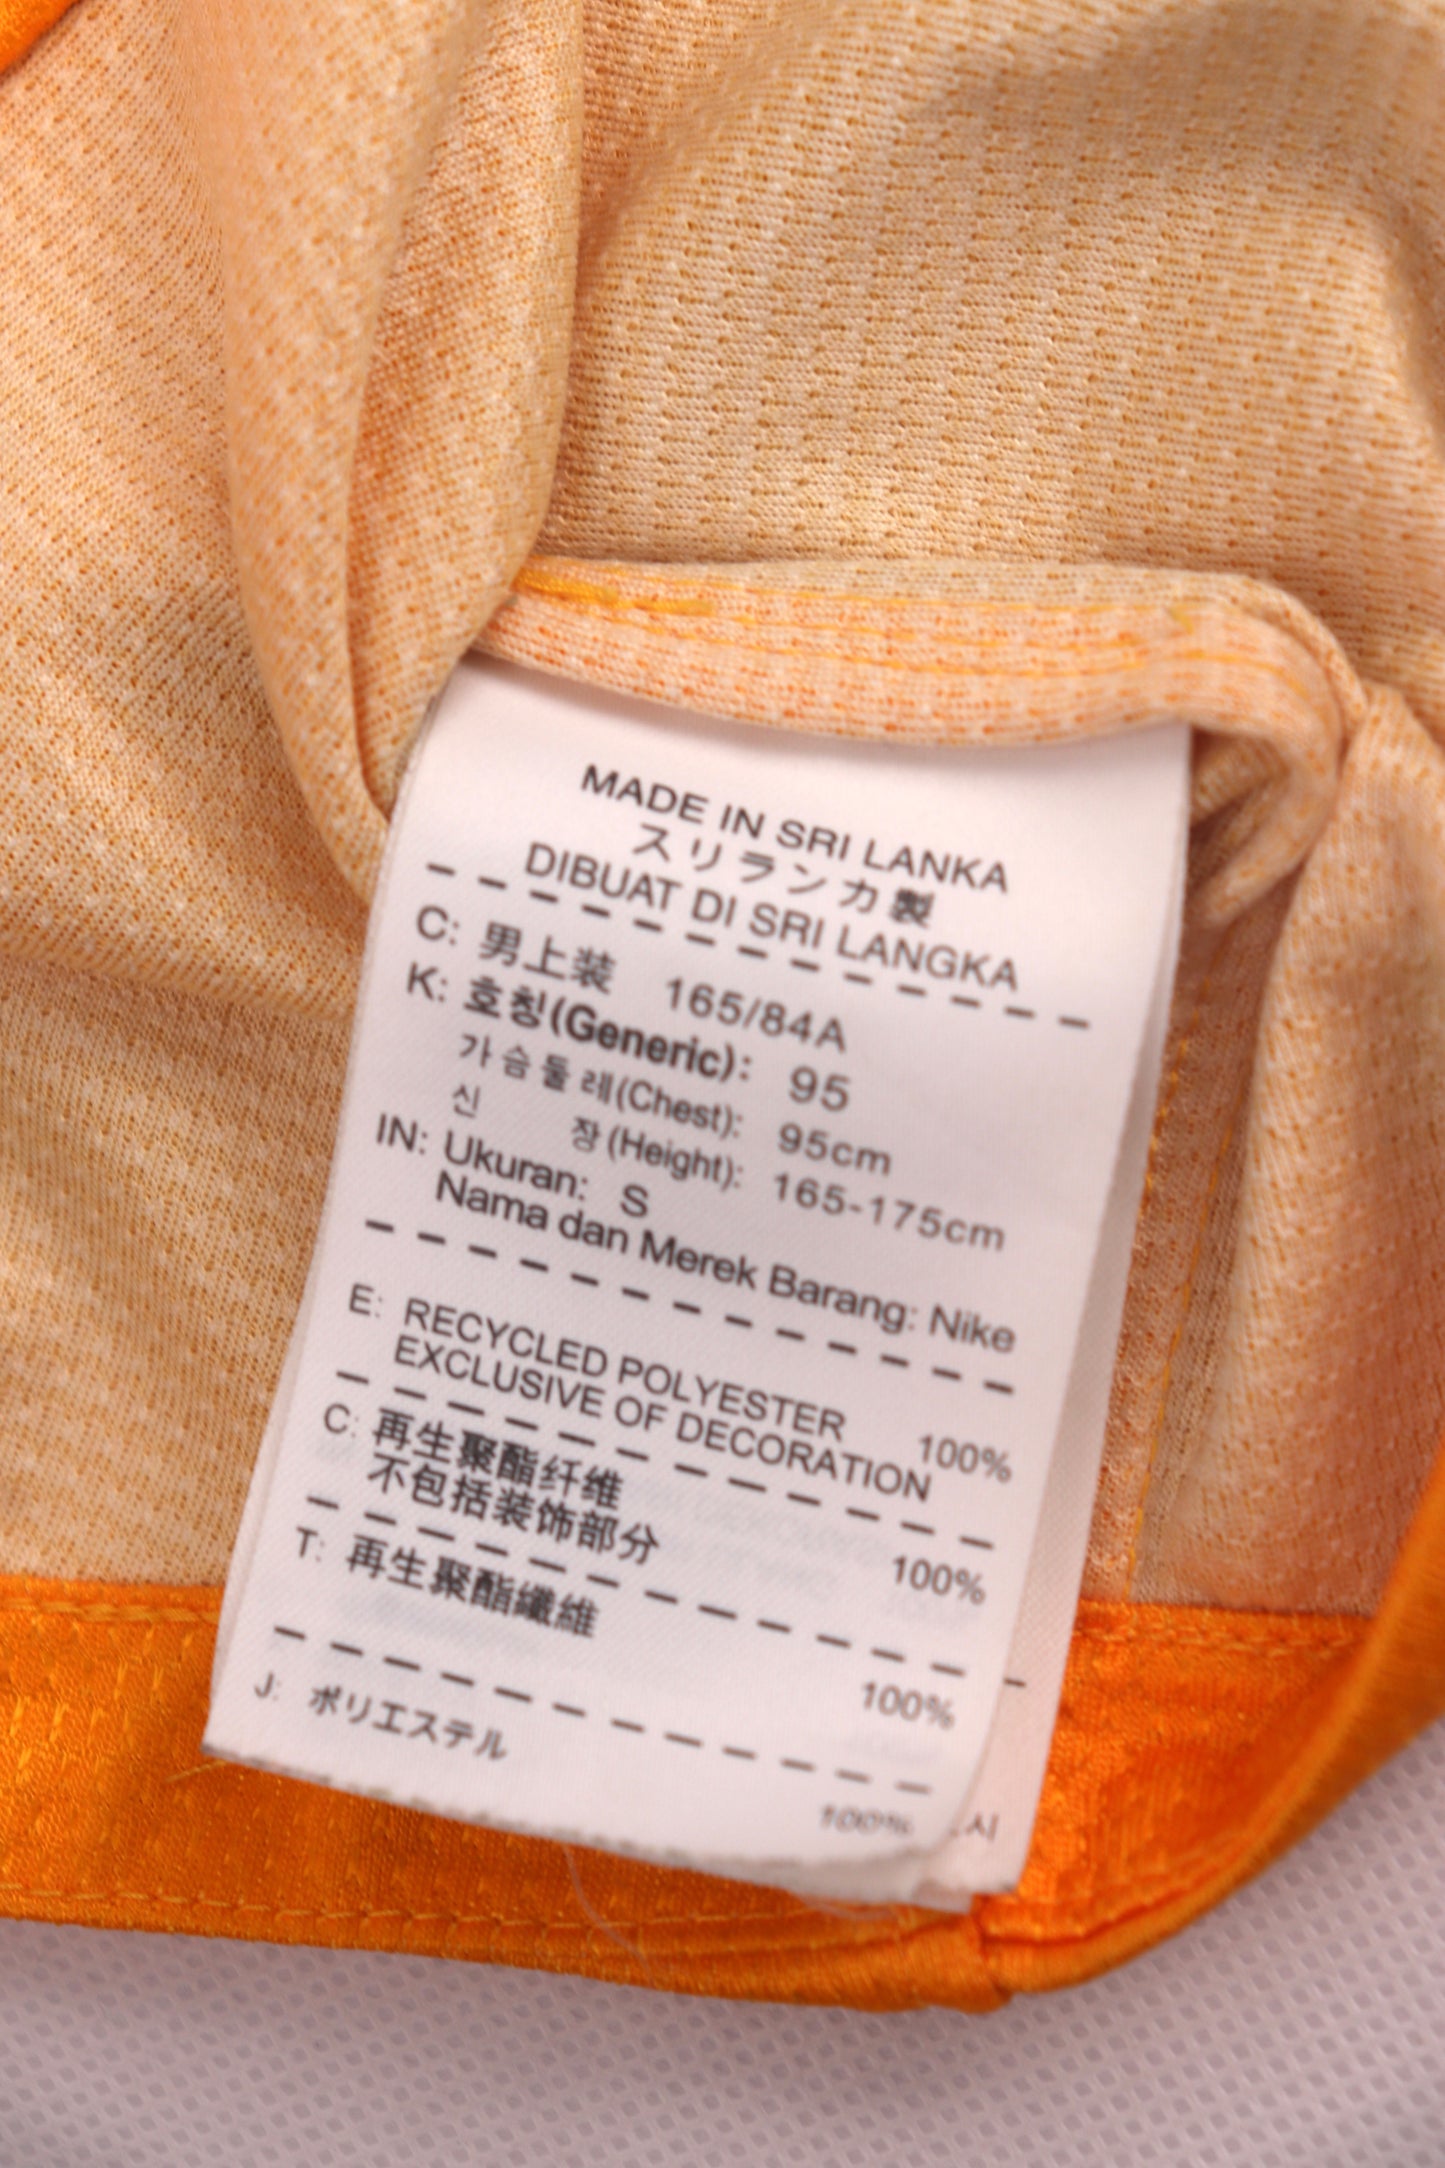 MADE IN SRI LANKA
スリランカ製
DIBUAT DI SRI LANGKA
C: 男上装 165/84A
K: 호칭(Generic): 95
가슴둘레(Chest): 95cm
신 장(Height): 165-175cm
IN: Ukuran: S
Nama dan Merek Barang: Nike
E: RECYCLED POLYESTER 100%
EXCLUSIVE OF DECORATION
C: 再生聚酯纤维 100%
不包括装饰部分
T: 再生聚酯纖維 100%
J: ポリエステル 100%